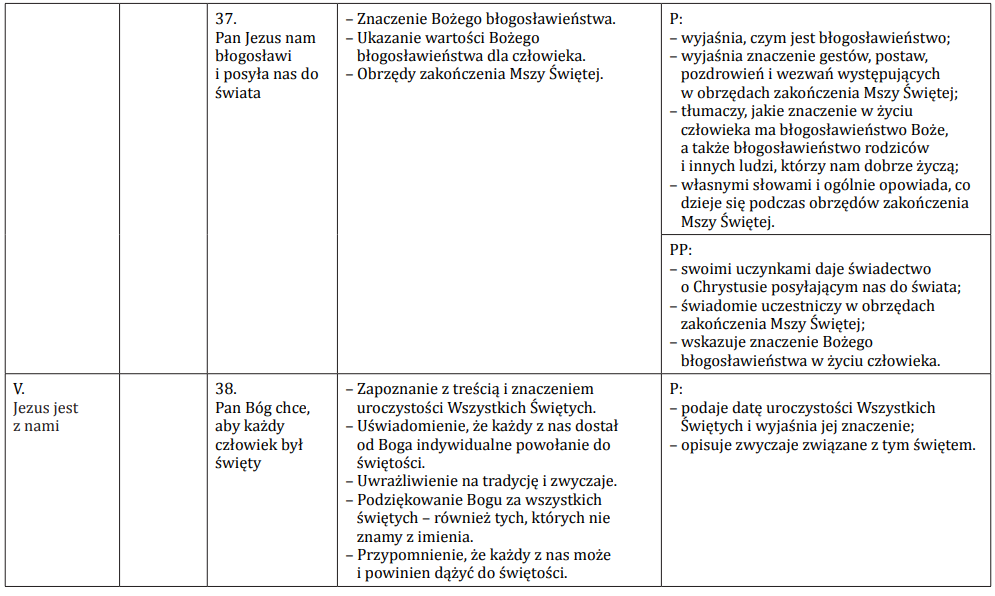 37.
Pan Jezus nam
błogosławi
i posyła nas do
świata
– Znaczenie Bożego błogosławieństwa.
– Ukazanie wartości Bożego
błogosławieństwa dla człowieka.
– Obrzędy zakończenia Mszy Świętej.
P:
– wyjaśnia, czym jest błogosławieństwo;
– wyjaśnia znaczenie gestów, postaw,
pozdrowień i wezwań występujących
w obrzędach zakończenia Mszy Świętej;
– tłumaczy, jakie znaczenie w życiu
człowieka ma błogosławieństwo Boże,
a także błogosławieństwo rodziców
i innych ludzi, którzy nam dobrze życzą;
– własnymi słowami i ogólnie opowiada, co
dzieje się podczas obrzędów zakończenia
Mszy Świętej.
PP:
– swoimi uczynkami daje świadectwo
o Chrystusie posyłającym nas do świata;
– świadomie uczestniczy w obrzędach
zakończenia Mszy Świętej;
– wskazuje znaczenie Bożego
błogosławieństwa w życiu człowieka.
V.
Jezus jest
z nami
38.
Pan Bóg chce,
aby każdy
człowiek był
święty
– Zapoznanie z treścią i znaczeniem
uroczystości Wszystkich Świętych.
– Uświadomienie, że każdy z nas dostał
od Boga indywidualne powołanie do
świętości.
– Uwrażliwienie na tradycję i zwyczaje.
– Podziękowanie Bogu za wszystkich
świętych – również tych, których nie
znamy z imienia.
– Przypomnienie, że każdy z nas może
i powinien dążyć do świętości.
P:
– podaje datę uroczystości Wszystkich
Świętych i wyjaśnia jej znaczenie;
– opisuje zwyczaje związane z tym świętem.